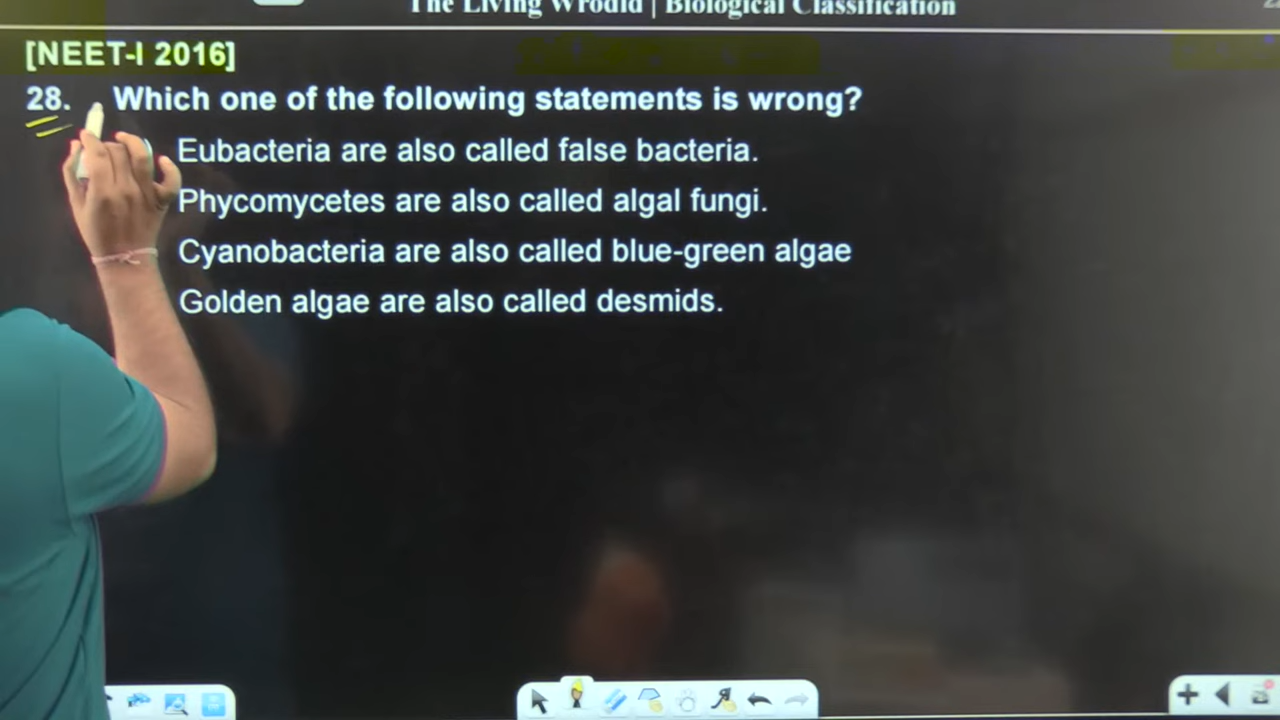 The Living Wrodld | Biological Classification
[NEET-I 2016]
28. Which one of the following statements is wrong?
Eubacteria are also called false bacteria.
Phycomycetes are also called algal fungi.
Cyanobacteria are also called blue-green algae
Golden algae are also called desmids.